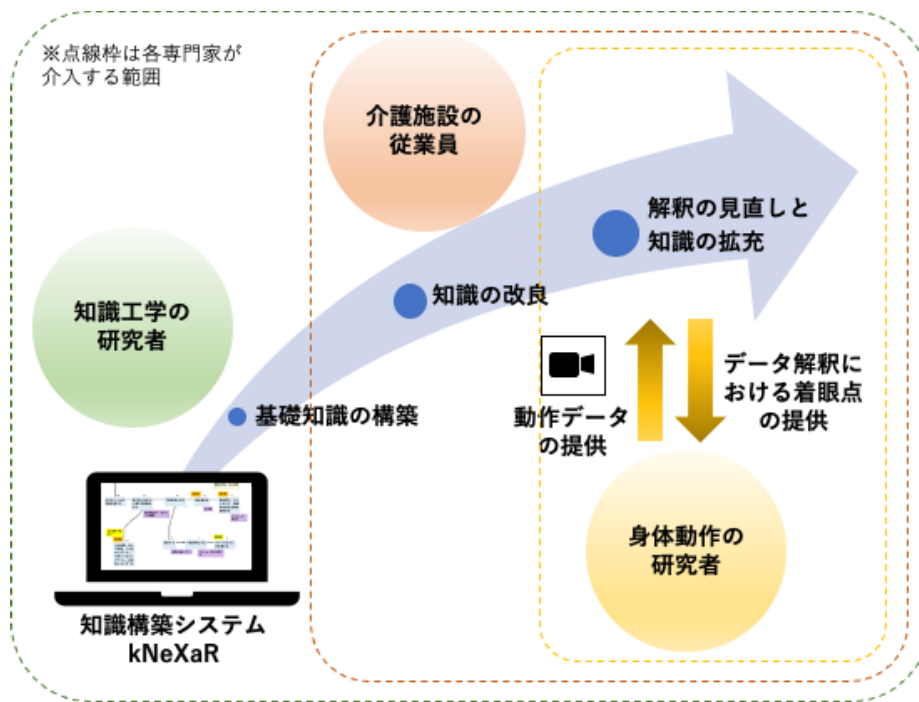 ※点線枠は各専門家が
介入する範囲
介護施設の
従業員
解釈の見直しと
知識の拡充
知識工学の
研究者
知識の改良
基礎知識の構築
動作データ
の提供
データ解釈に
おける着眼点
の提供
身体動作の
研究者
知識構築システム
kNeXaR